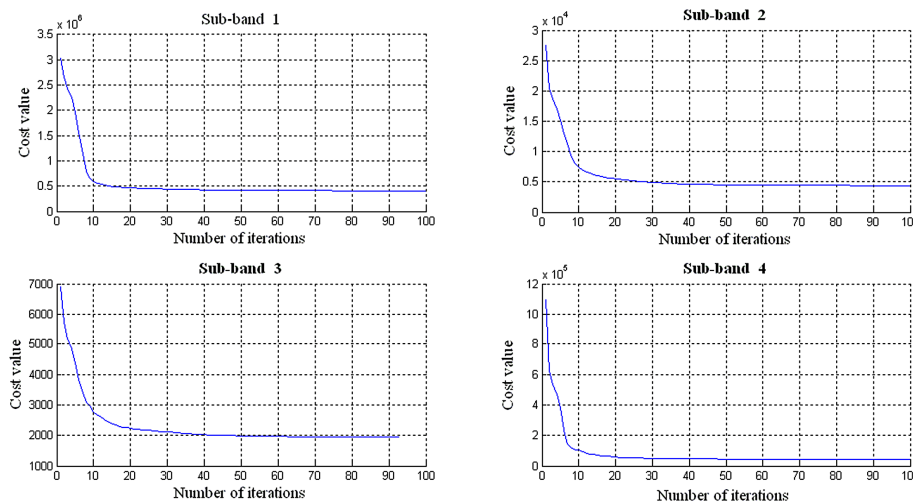 Sub-band 1
x 10^6
3.5
3
2.5
2
1.5
1
0.5
0
Cost value
0 10 20 30 40 50 60 70 80 90 100
Number of iterations
Sub-band 2
x 10^4
3
2.5
2
1.5
1
0.5
0
Cost value
0 10 20 30 40 50 60 70 80 90 100
Number of iterations
Sub-band 3
7000
6000
5000
4000
3000
2000
1000
Cost value
0 10 20 30 40 50 60 70 80 90 100
Number of iterations
Sub-band 4
x 10^5
12
10
8
6
4
2
0
Cost value
0 10 20 30 40 50 60 70 80 90 100
Number of iterations